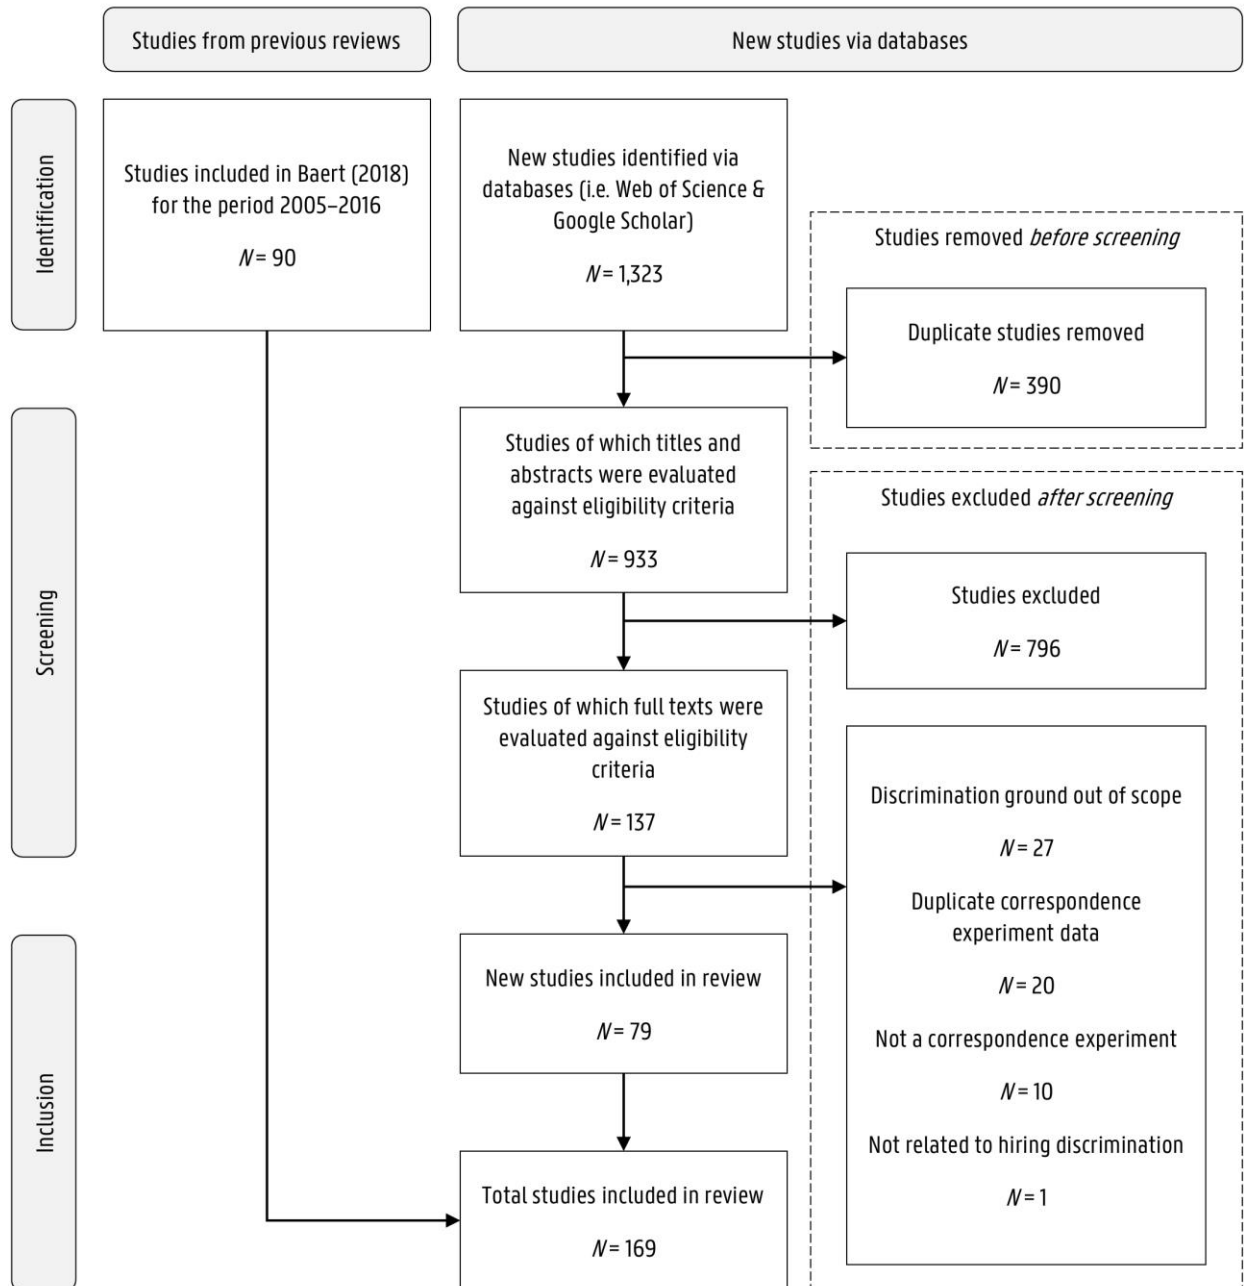 Studies from previous reviews
New studies via databases
Identification
Studies included in Baert (2018)
for the period 2005–2016
N = 90
New studies identified via
databases (i.e. Web of Science &
Google Scholar)
N = 1,323
Studies removed before screening
Duplicate studies removed
N = 390
Screening
Studies of which titles and
abstracts were evaluated
against eligibility criteria
N = 933
Studies excluded after screening
Studies excluded
N = 796
Studies of which full texts were
evaluated against eligibility
criteria
N = 137
Discrimination ground out of scope
N = 27
Duplicate correspondence
experiment data
N = 20
Not a correspondence experiment
N = 10
Not related to hiring discrimination
N = 1
Inclusion
New studies included in review
N = 79
Total studies included in review
N = 169